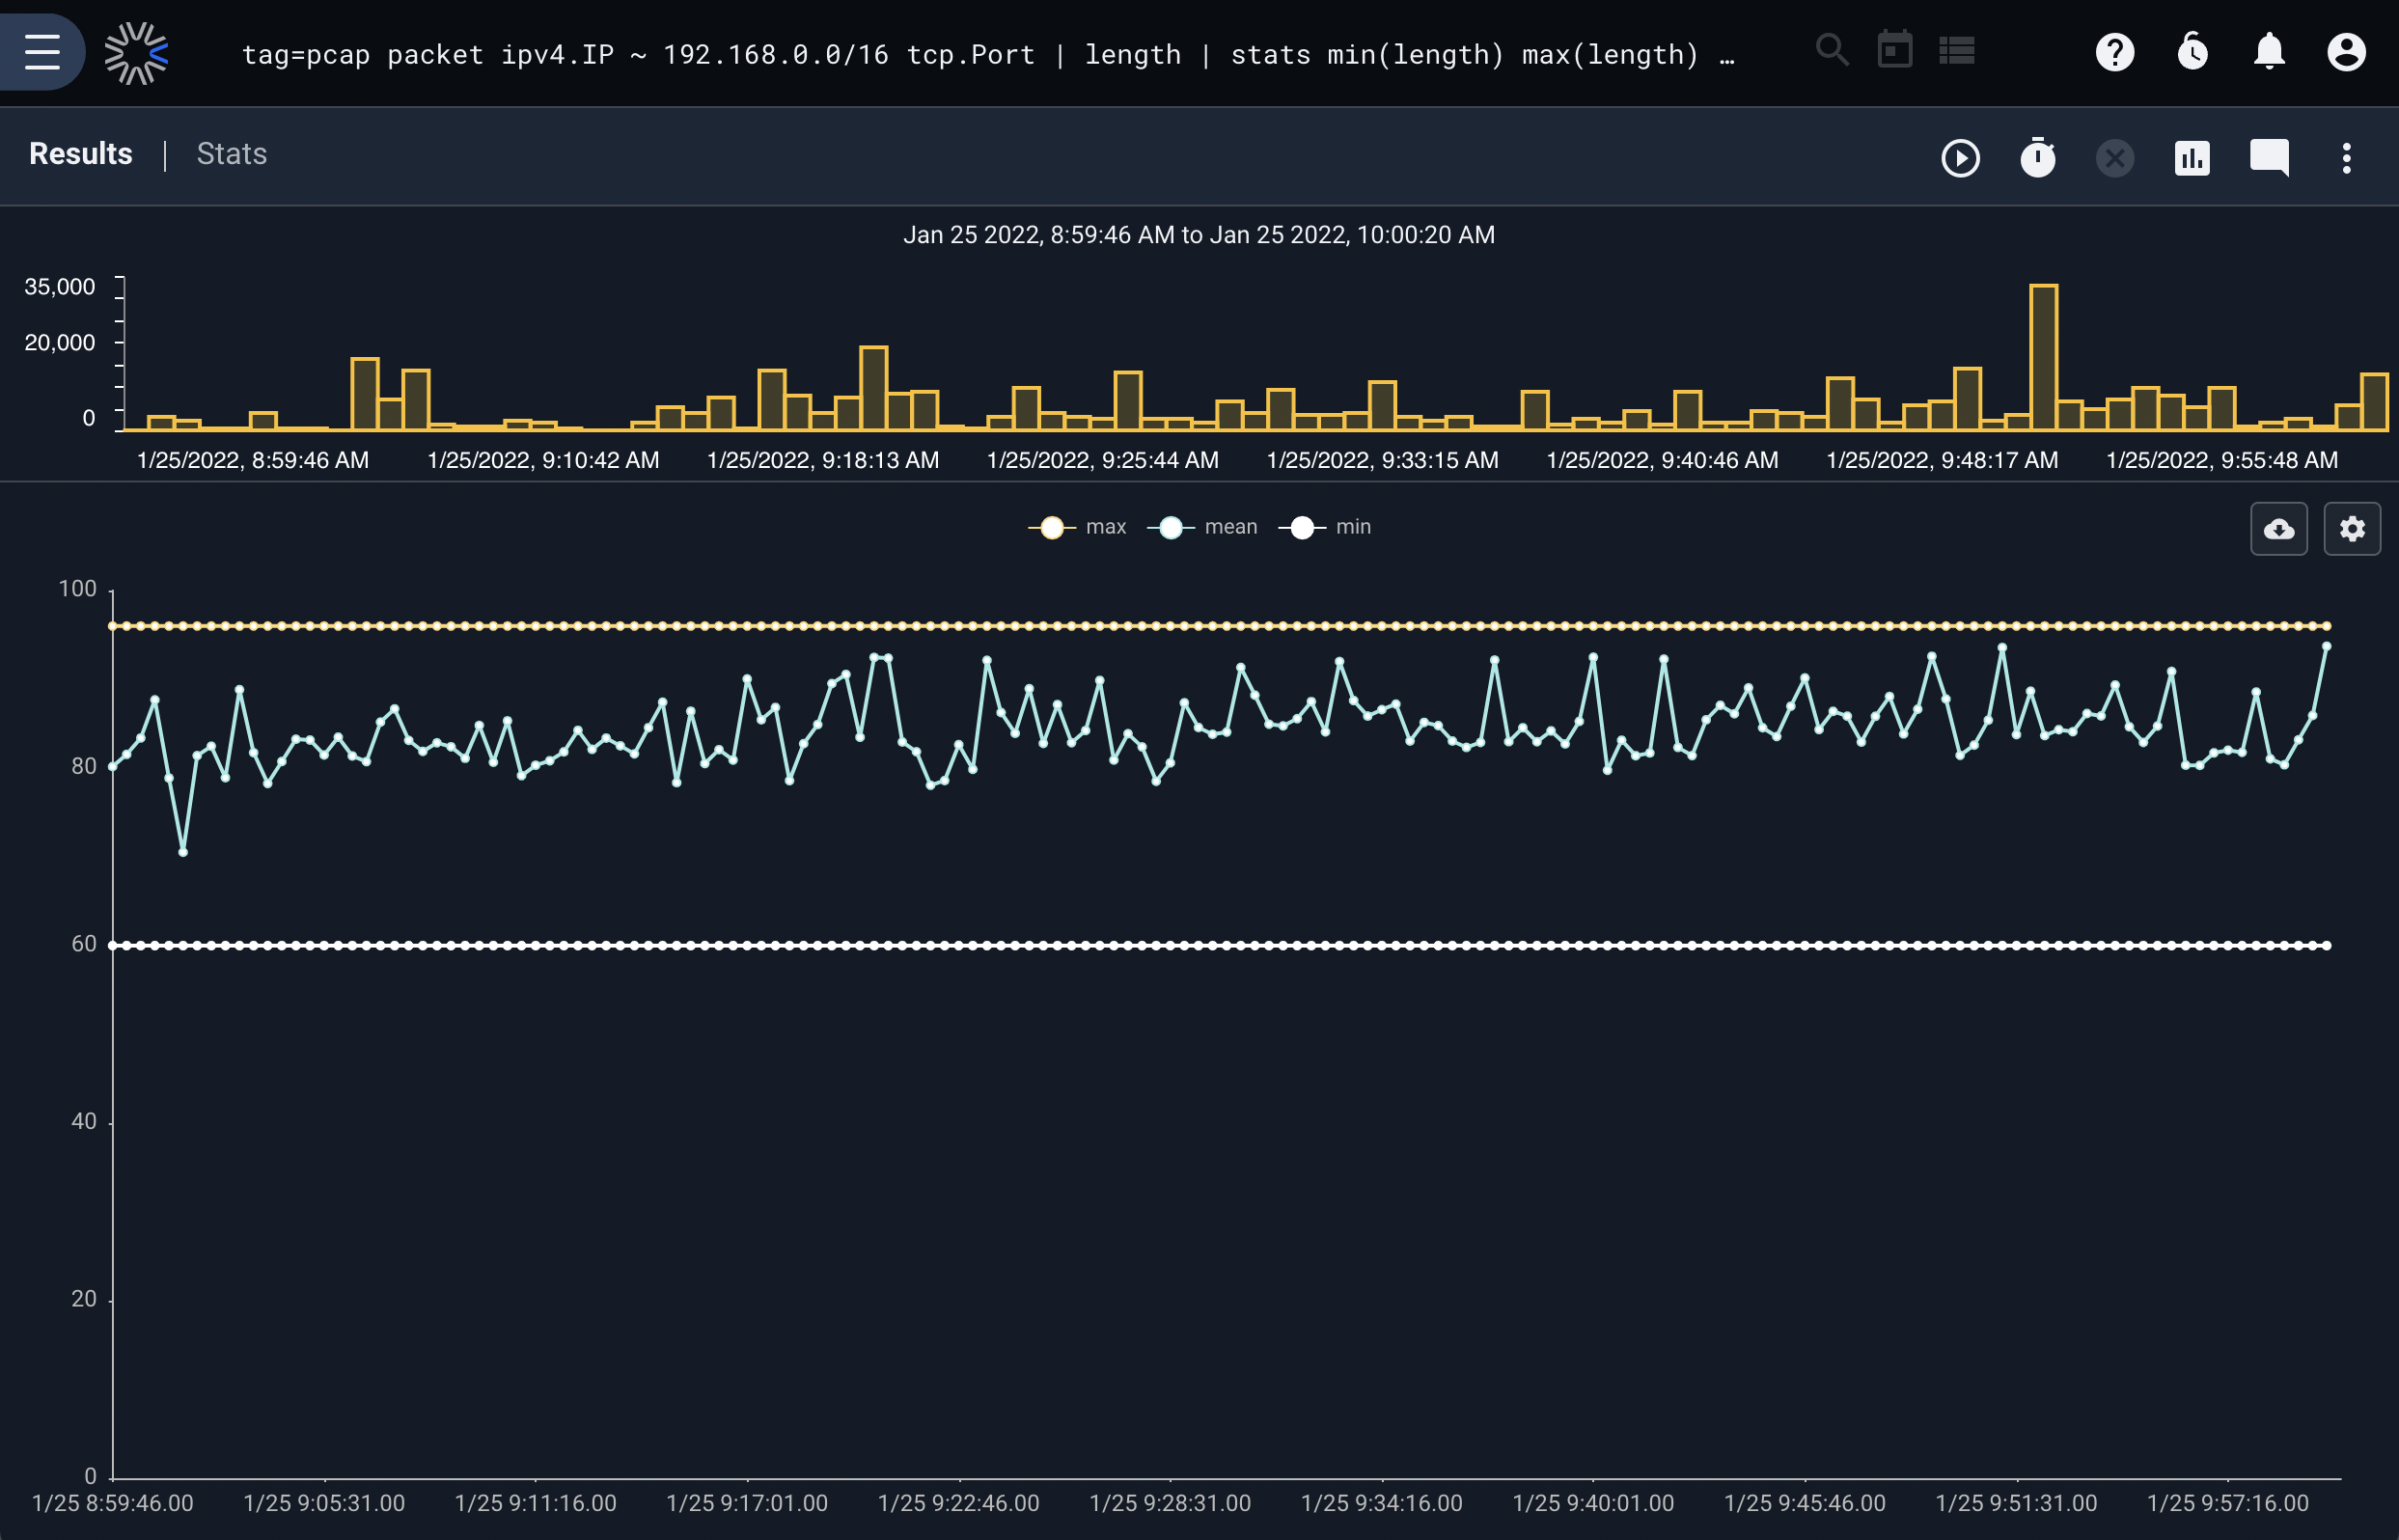 tag=pcap packet ipv4.IP ~ 192.168.0.0/16 tcp.Port | length | stats min(length) max(length) …
Results | Stats
Jan 25 2022, 8:59:46 AM to Jan 25 2022, 10:00:20 AM
35,000
20,000
0
1/25/2022, 8:59:46 AM 1/25/2022, 9:10:42 AM 1/25/2022, 9:18:13 AM 1/25/2022, 9:25:44 AM 1/25/2022, 9:33:15 AM 1/25/2022, 9:40:46 AM 1/25/2022, 9:48:17 AM 1/25/2022, 9:55:48 AM
max mean min
100
80
60
40
20
0
1/25 8:59:46.00 1/25 9:05:31.00 1/25 9:11:16.00 1/25 9:17:01.00 1/25 9:22:46.00 1/25 9:28:31.00 1/25 9:34:16.00 1/25 9:40:01.00 1/25 9:45:46.00 1/25 9:51:31.00 1/25 9:57:16.00